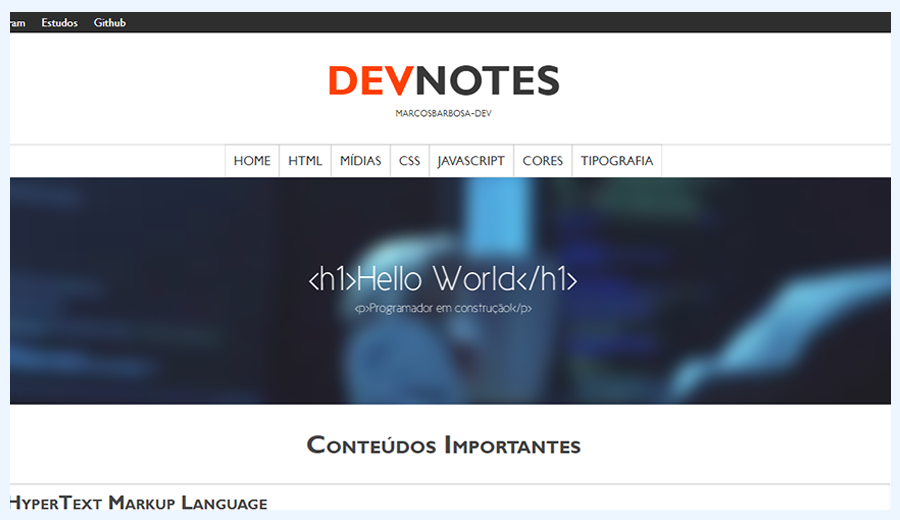 ram Estudos Github
DEVNOTES
MARCOSBARBOSA-DEV
HOME HTML MÍDIAS CSS JAVASCRIPT CORES TIPOGRAFIA
<h1>Hello World</h1>
<p>Programador em construção</p>
Conteúdos Importantes
HyperText Markup Language